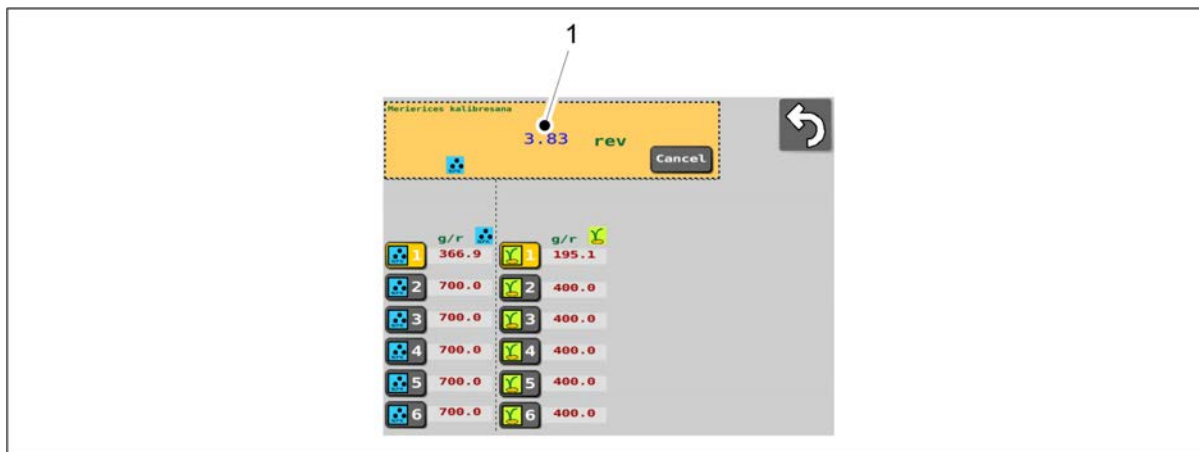 1
Merierices kalibresana
3.83 rev
Cancel
g/r g/r
1 366.9 1 195.1
2 700.0 2 400.0
3 700.0 3 400.0
4 700.0 4 400.0
5 700.0 5 400.0
6 700.0 6 400.0